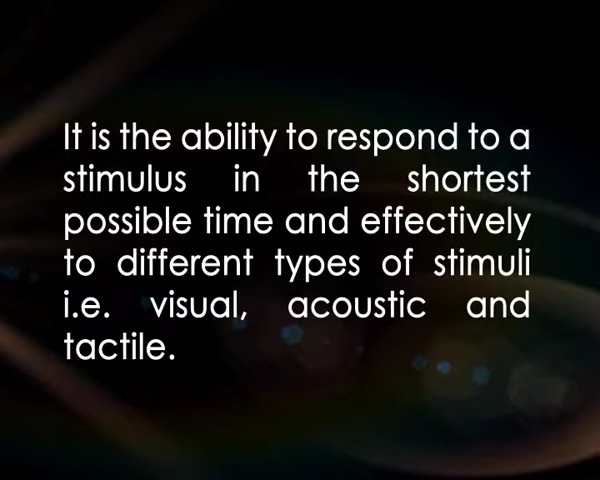 It is the ability to respond to a
stimulus in the shortest
possible time and effectively
to different types of stimuli
i.e. visual, acoustic and
tactile.